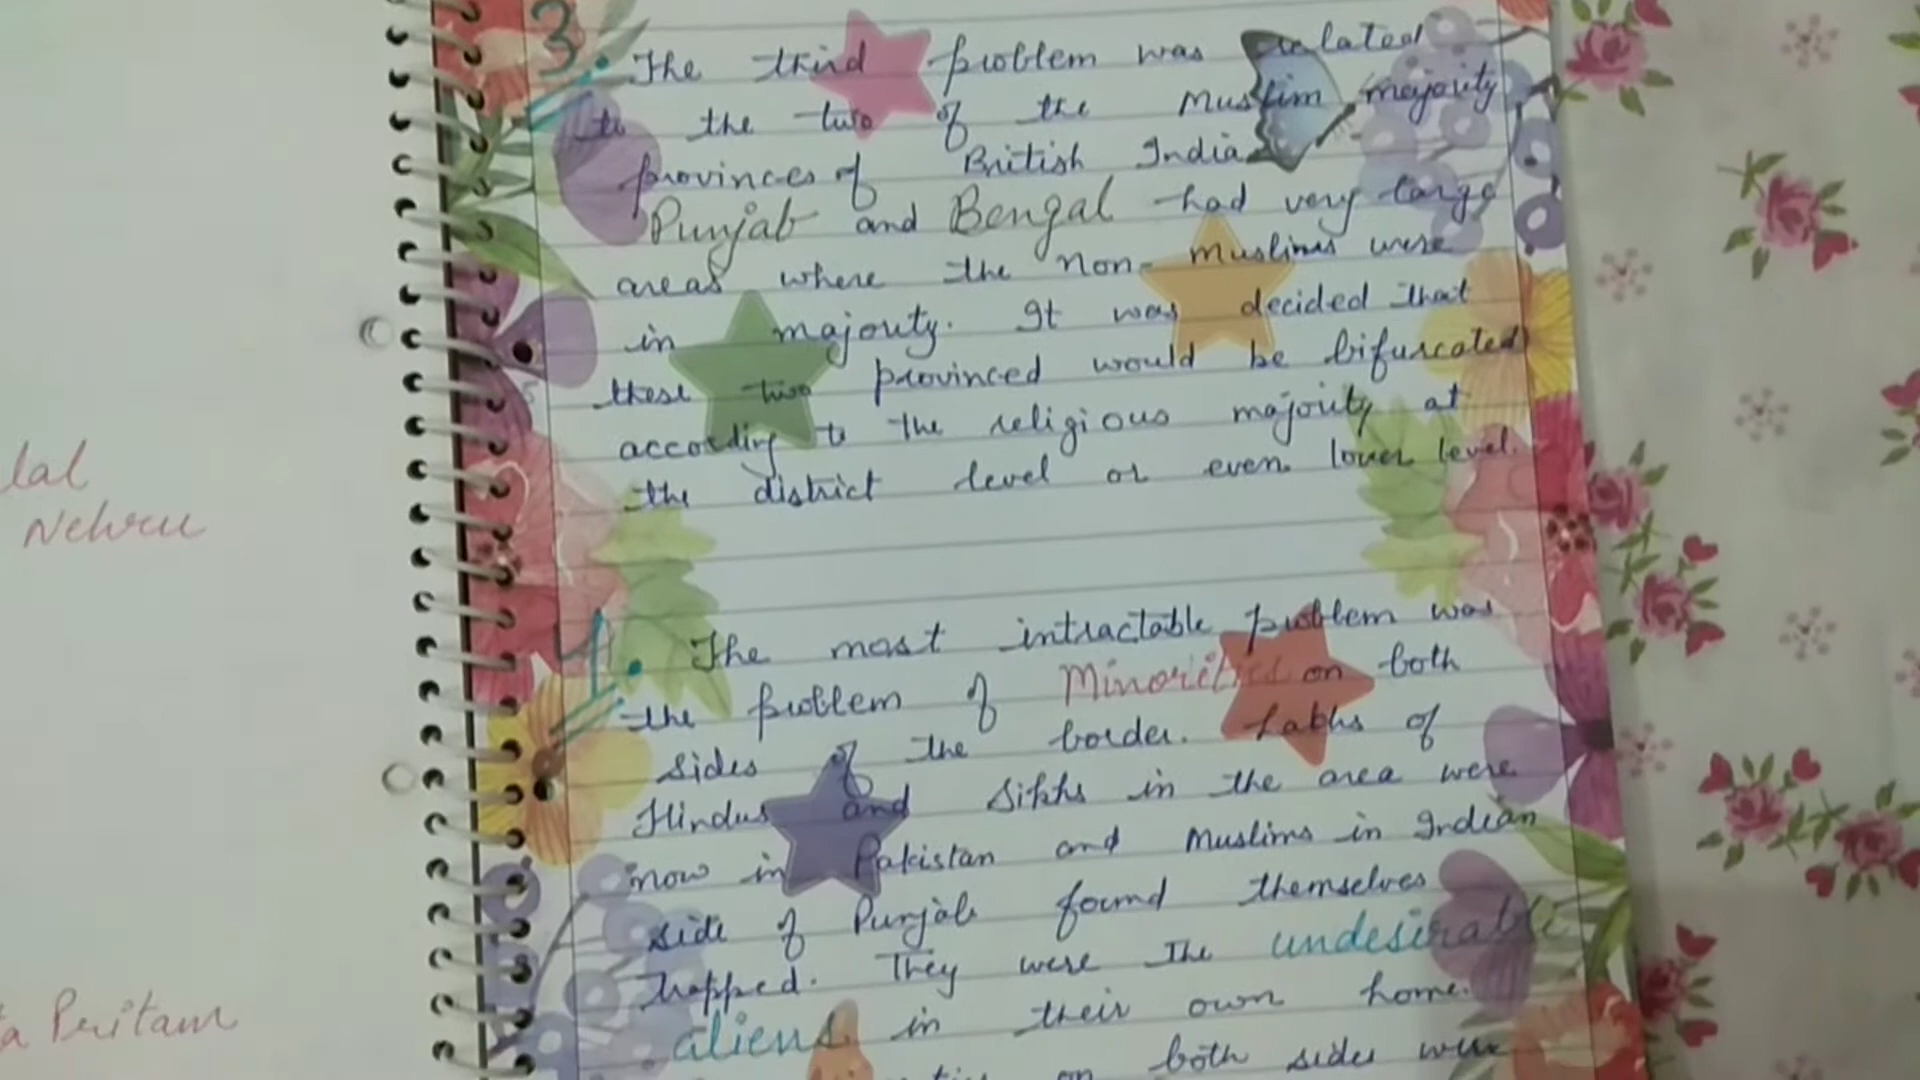 3. The third problem was related
to the two of the Muslim majority
provinces of British India.
Punjab and Bengal had very large
areas where the non-muslims were
in majority. It was decided that
these two provinced would be bifurcated
according to the religious majority at
the district level or even lower level.
4. The most intractable problem was
the problem of Minorities on both
sides of the border. Lakhs of
Hindus and Sikhs in the area were
now in Pakistan and Muslims in Indian
side of Punjab found themselves
trapped. They were the undesirable
aliens in their own home.
on both sides were
lal
Nehru
a Pritam